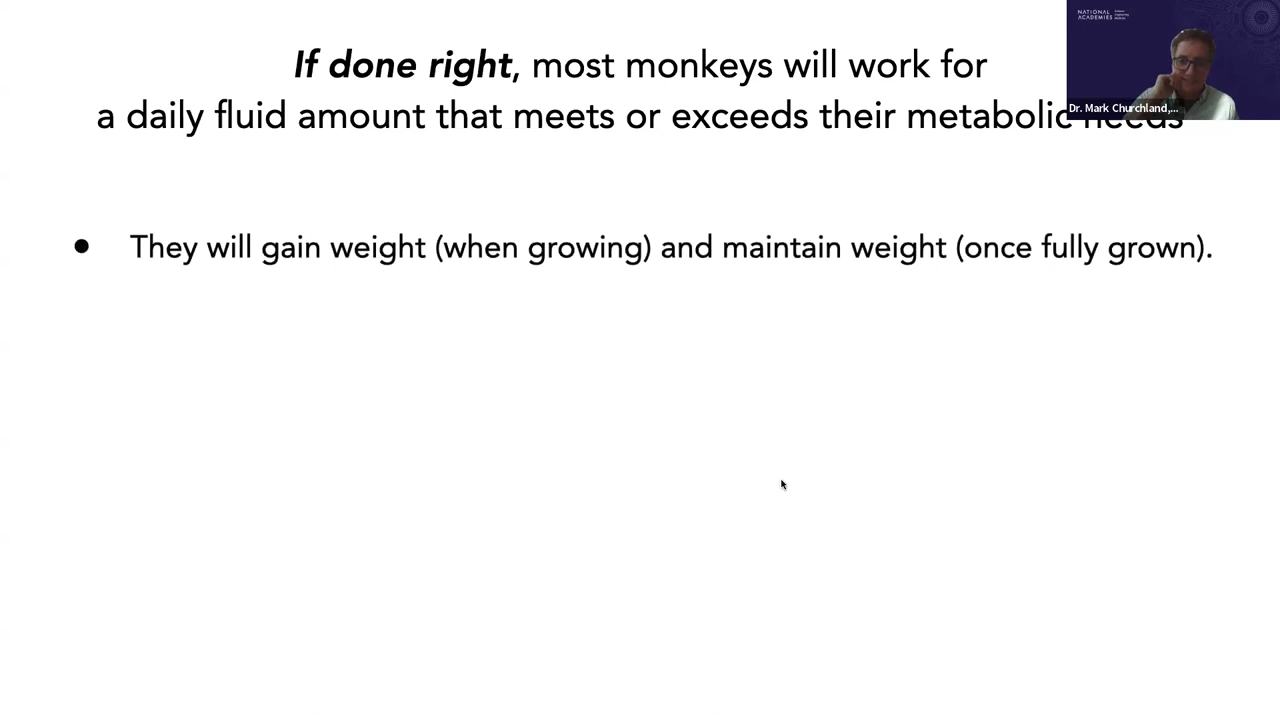 If done right, most monkeys will work for
a daily fluid amount that meets or exceeds their metabolic needs
NATIONAL
ACADEMIES
Dr. Mark Churchland,...
● They will gain weight (when growing) and maintain weight (once fully grown).